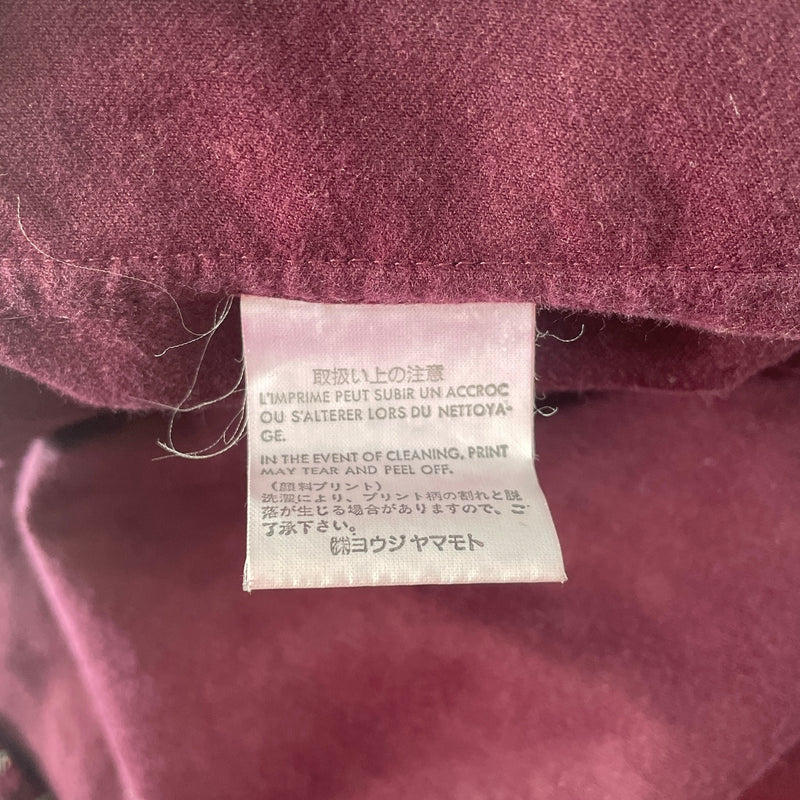 取扱い上の注意
L'IMPRIME PEUT SUBIR UN ACCROC
OU S'ALTERER LORS DU NETTOYA-
GE.
IN THE EVENT OF CLEANING, PRINT
MAY TEAR AND PEEL OFF.
(顔料プリント)
洗濯により、プリント柄の割れと脱
落が生じる場合がありますので、ご
了承下さい。
㈱ヨウジヤマモト